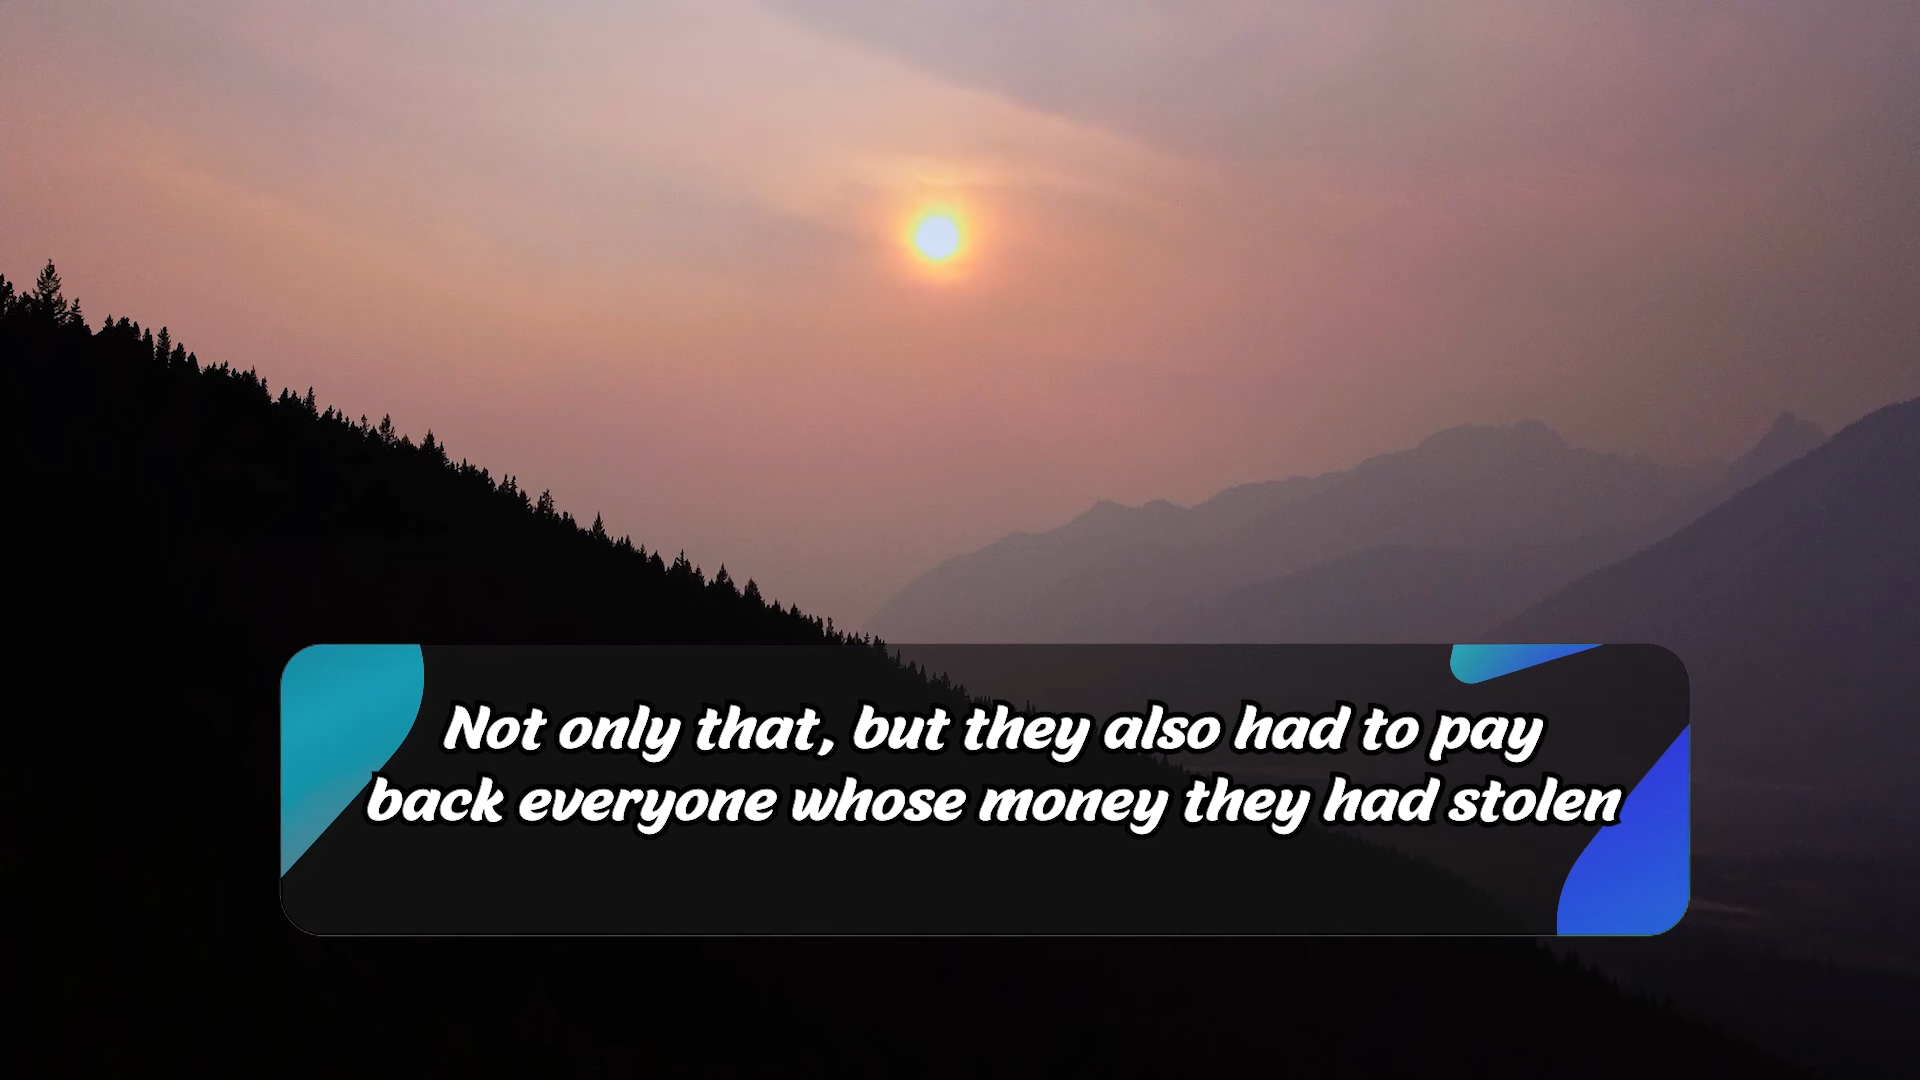 Not only that, but they also had to pay
back everyone whose money they had stolen